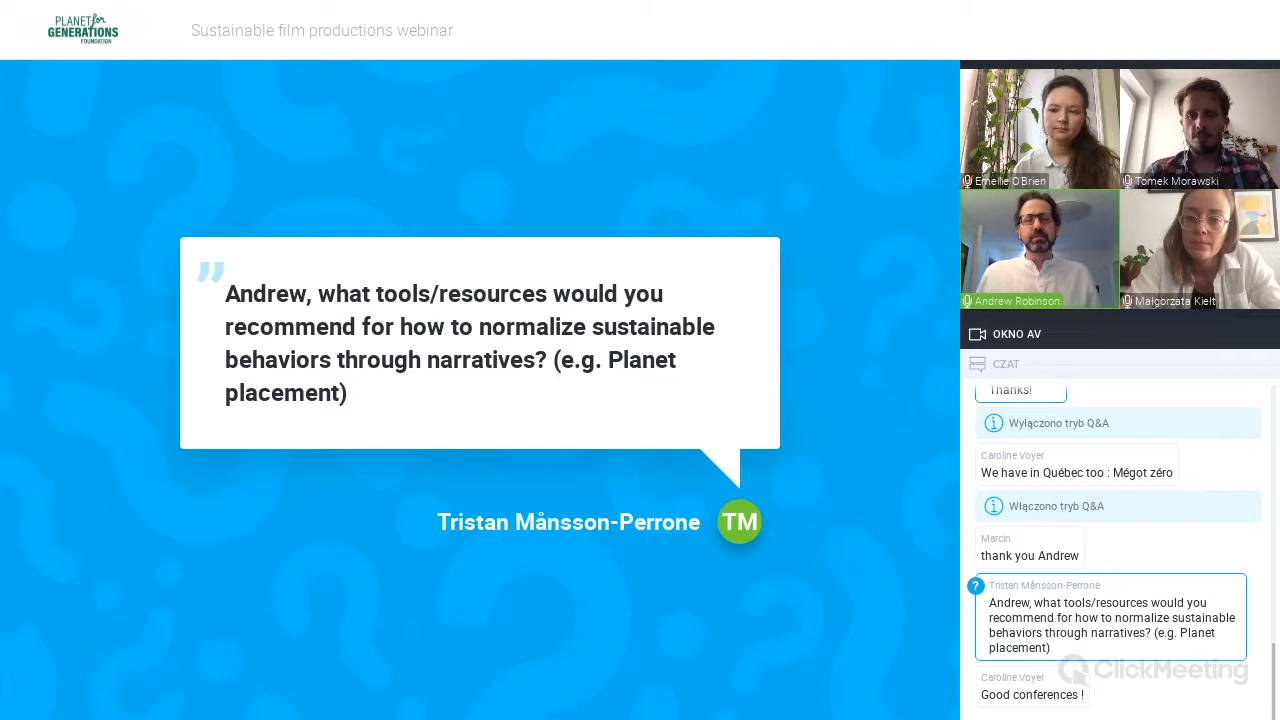 PLANET for
GENERATIONS
FOUNDATION
Sustainable film productions webinar
Andrew, what tools/resources would you
recommend for how to normalize sustainable
behaviors through narratives? (e.g. Planet
placement)
Tristan Månsson-Perrone
TM
Emellie O'Brien
Tomek Morawski
Andrew Robinson
Małgorzata Kiełt
OKNO AV
CZAT
Thanks!
Wyłączono tryb Q&A
Caroline Voyer
We have in Québec too : Mégot zéro
Włączono tryb Q&A
Marcin
thank you Andrew
?
Tristan Månsson-Perrone
Andrew, what tools/resources would you
recommend for how to normalize sustainable
behaviors through narratives? (e.g. Planet
placement)
ClickMeeting
Caroline Voyer
Good conferences !